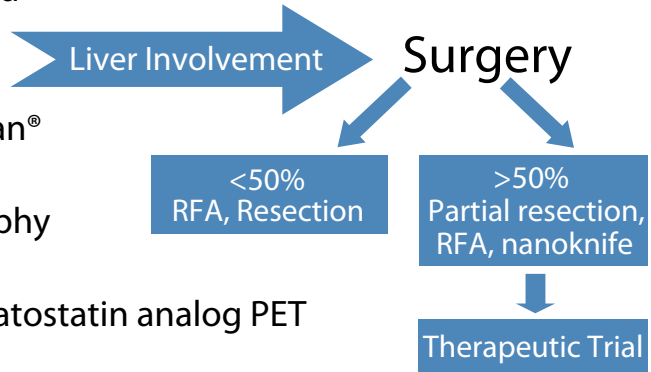 Liver Involvement
Surgery
an®
<50%
RFA, Resection
>50%
Partial resection,
RFA, nanoknife
phy
atostatin analog PET
Therapeutic Trial